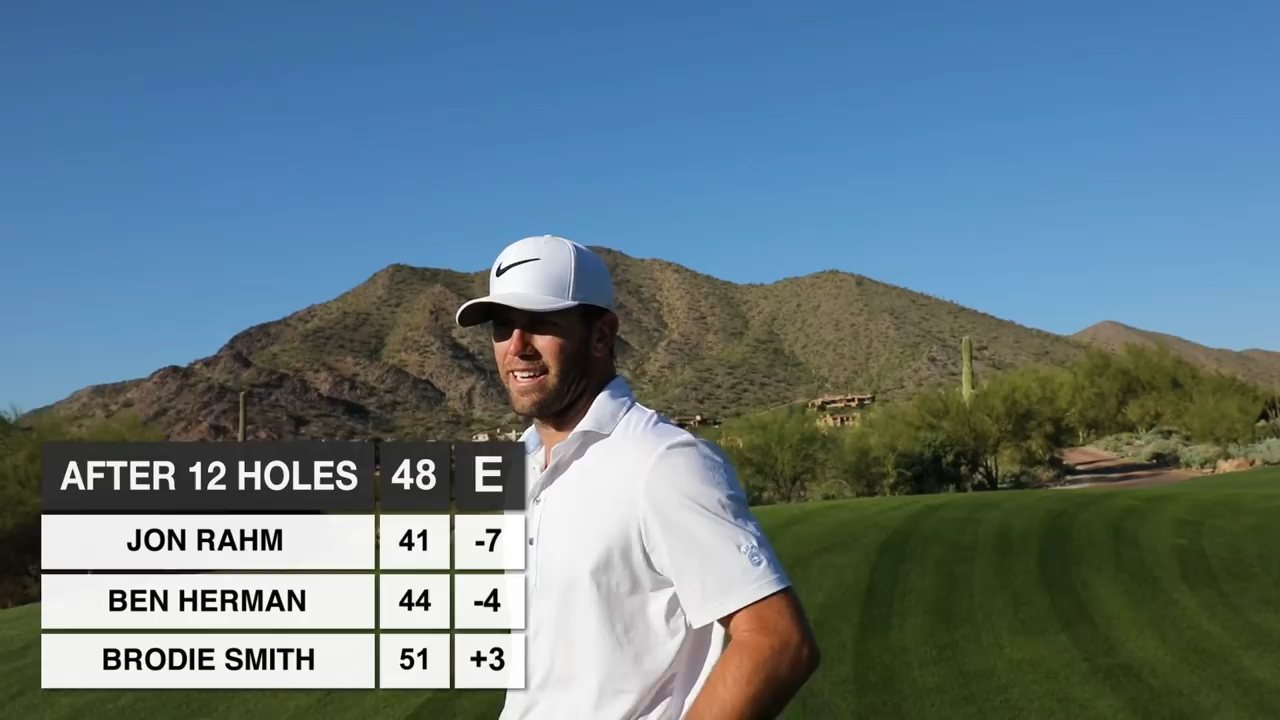 AFTER 12 HOLES 48 E
JON RAHM 41 -7
BEN HERMAN 44 -4
BRODIE SMITH 51 +3